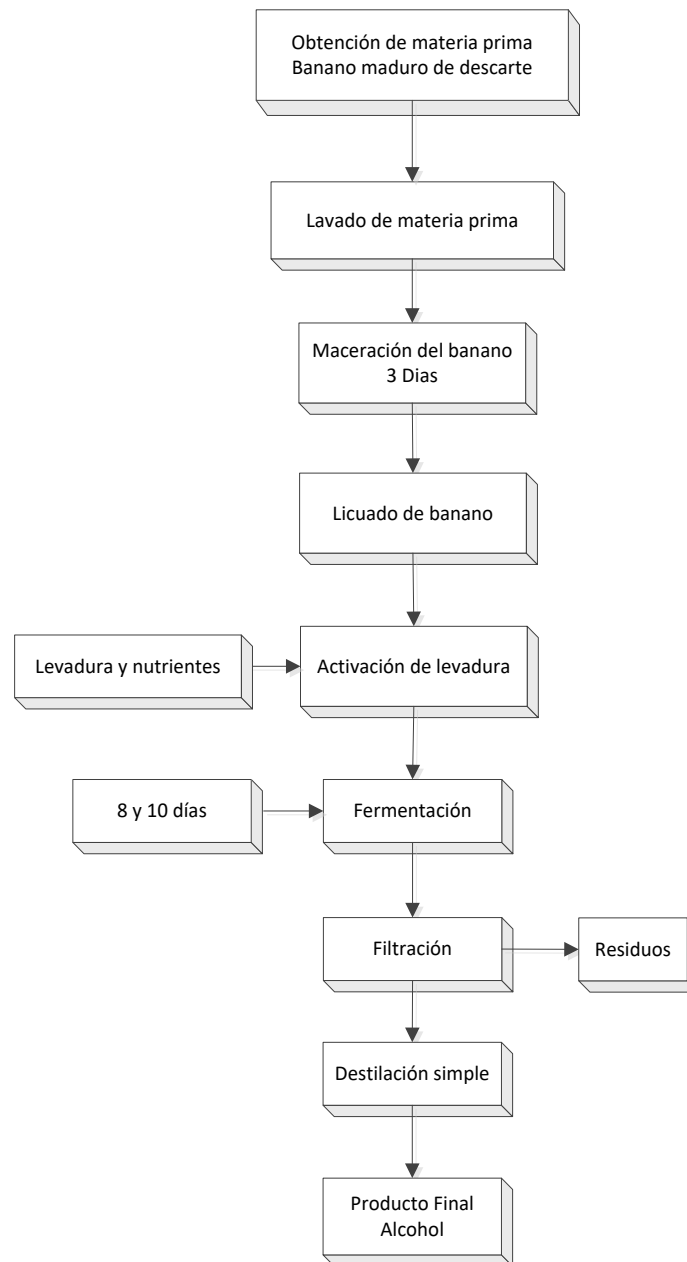 Obtención de materia prima
Banano maduro de descarte
Lavado de materia prima
Maceración del banano
3 Dias
Licuado de banano
Levadura y nutrientes
Activación de levadura
8 y 10 días
Fermentación
Filtración
Residuos
Destilación simple
Producto Final
Alcohol